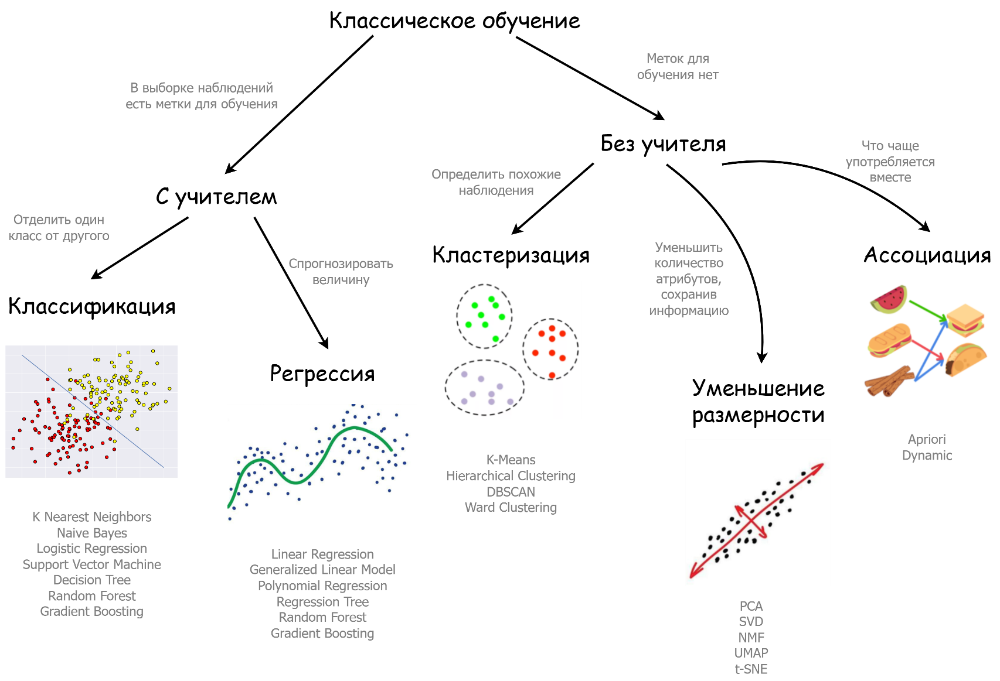 Классическое обучение
В выборке наблюдений
есть метки для обучения
Меток для
обучения нет
С учителем
Без учителя
Отделить один
класс от другого
Спрогнозировать
величину
Определить похожие
наблюдения
Уменьшить
количество
атрибутов,
сохранив
информацию
Что чаще
употребляется
вместе
Классификация
K Nearest Neighbors
Naive Bayes
Logistic Regression
Support Vector Machine
Decision Tree
Random Forest
Gradient Boosting
Регрессия
Linear Regression
Generalized Linear Model
Polynomial Regression
Regression Tree
Random Forest
Gradient Boosting
Кластеризация
K-Means
Hierarchical Clustering
DBSCAN
Ward Clustering
Уменьшение
размерности
PCA
SVD
NMF
UMAP
t-SNE
Ассоциация
Apriori
Dynamic